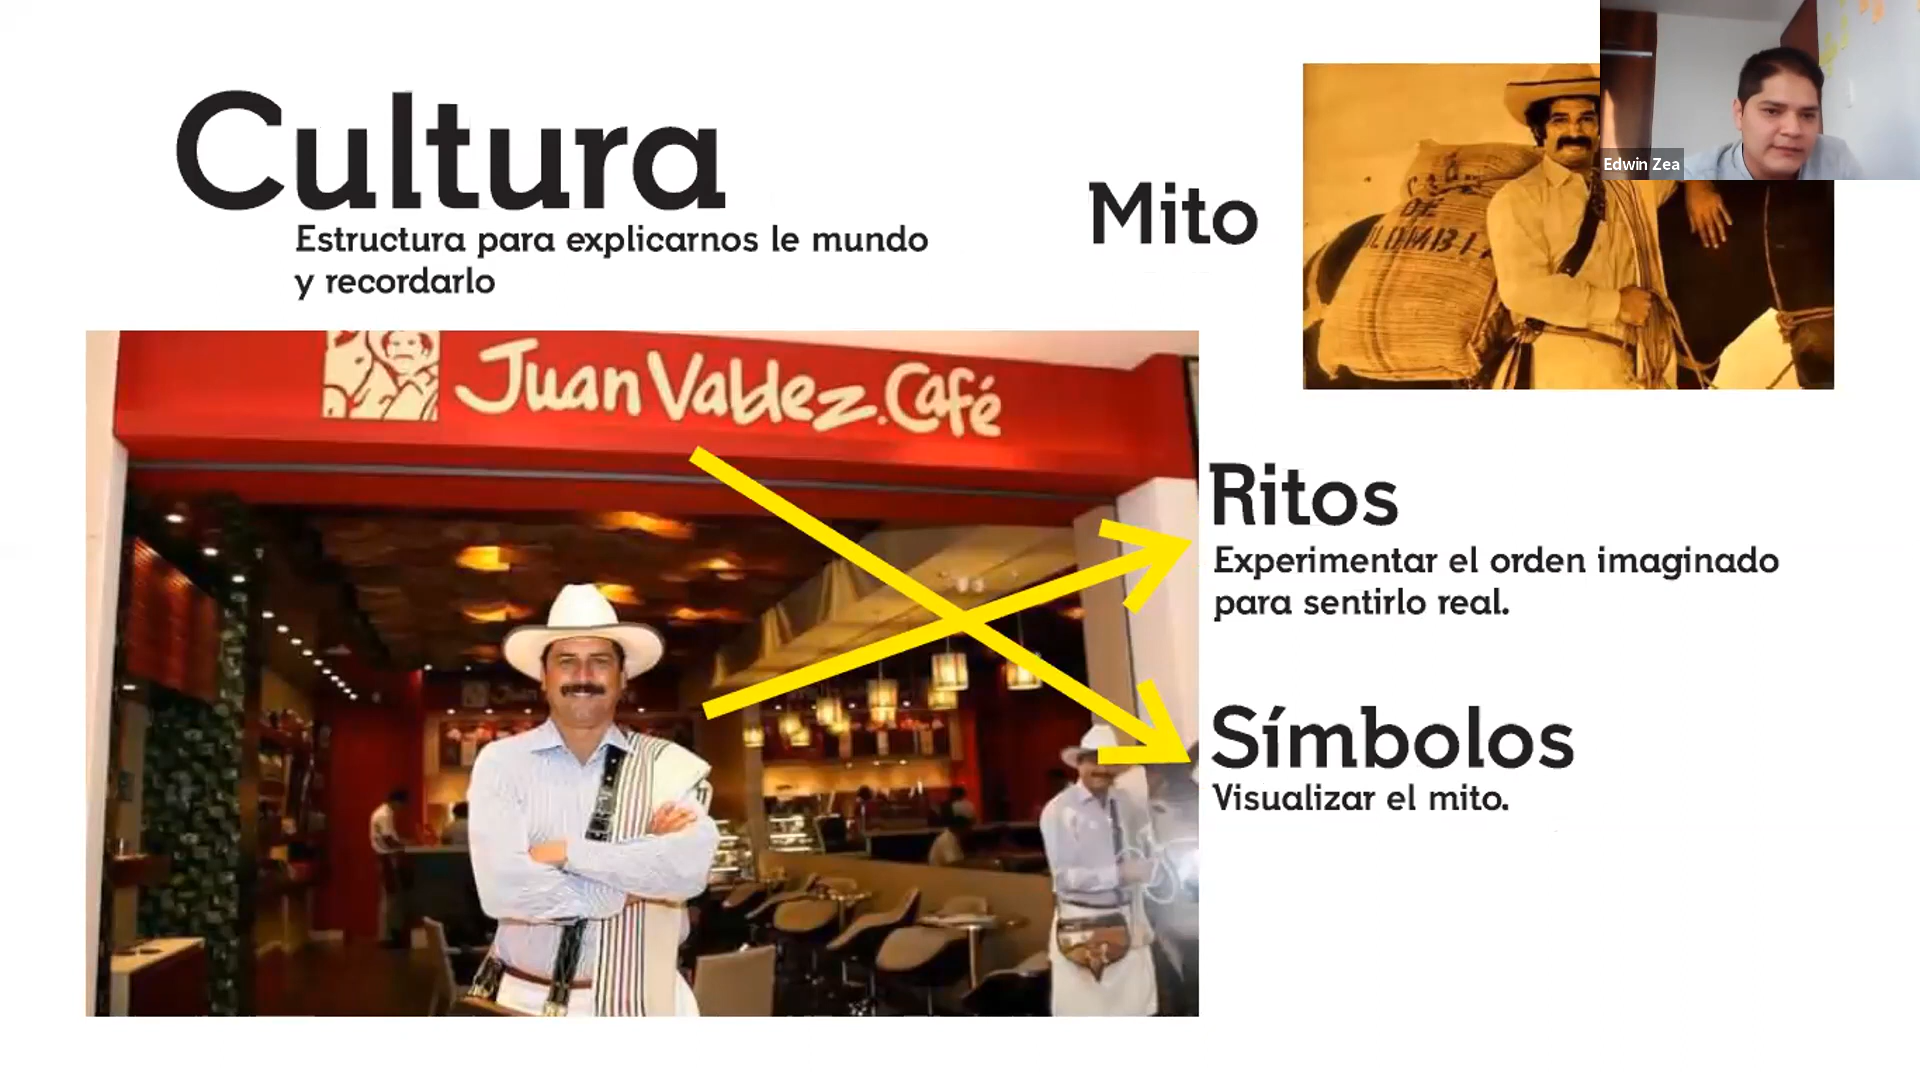 Cultura
Estructura para explicarnos le mundo
y recordarlo
Mito
DE
Edwin Zea
Juan Valdez. Café
Ritos
Experimentar el orden imaginado
para sentirlo real.
Símbolos
Visualizar el mito.